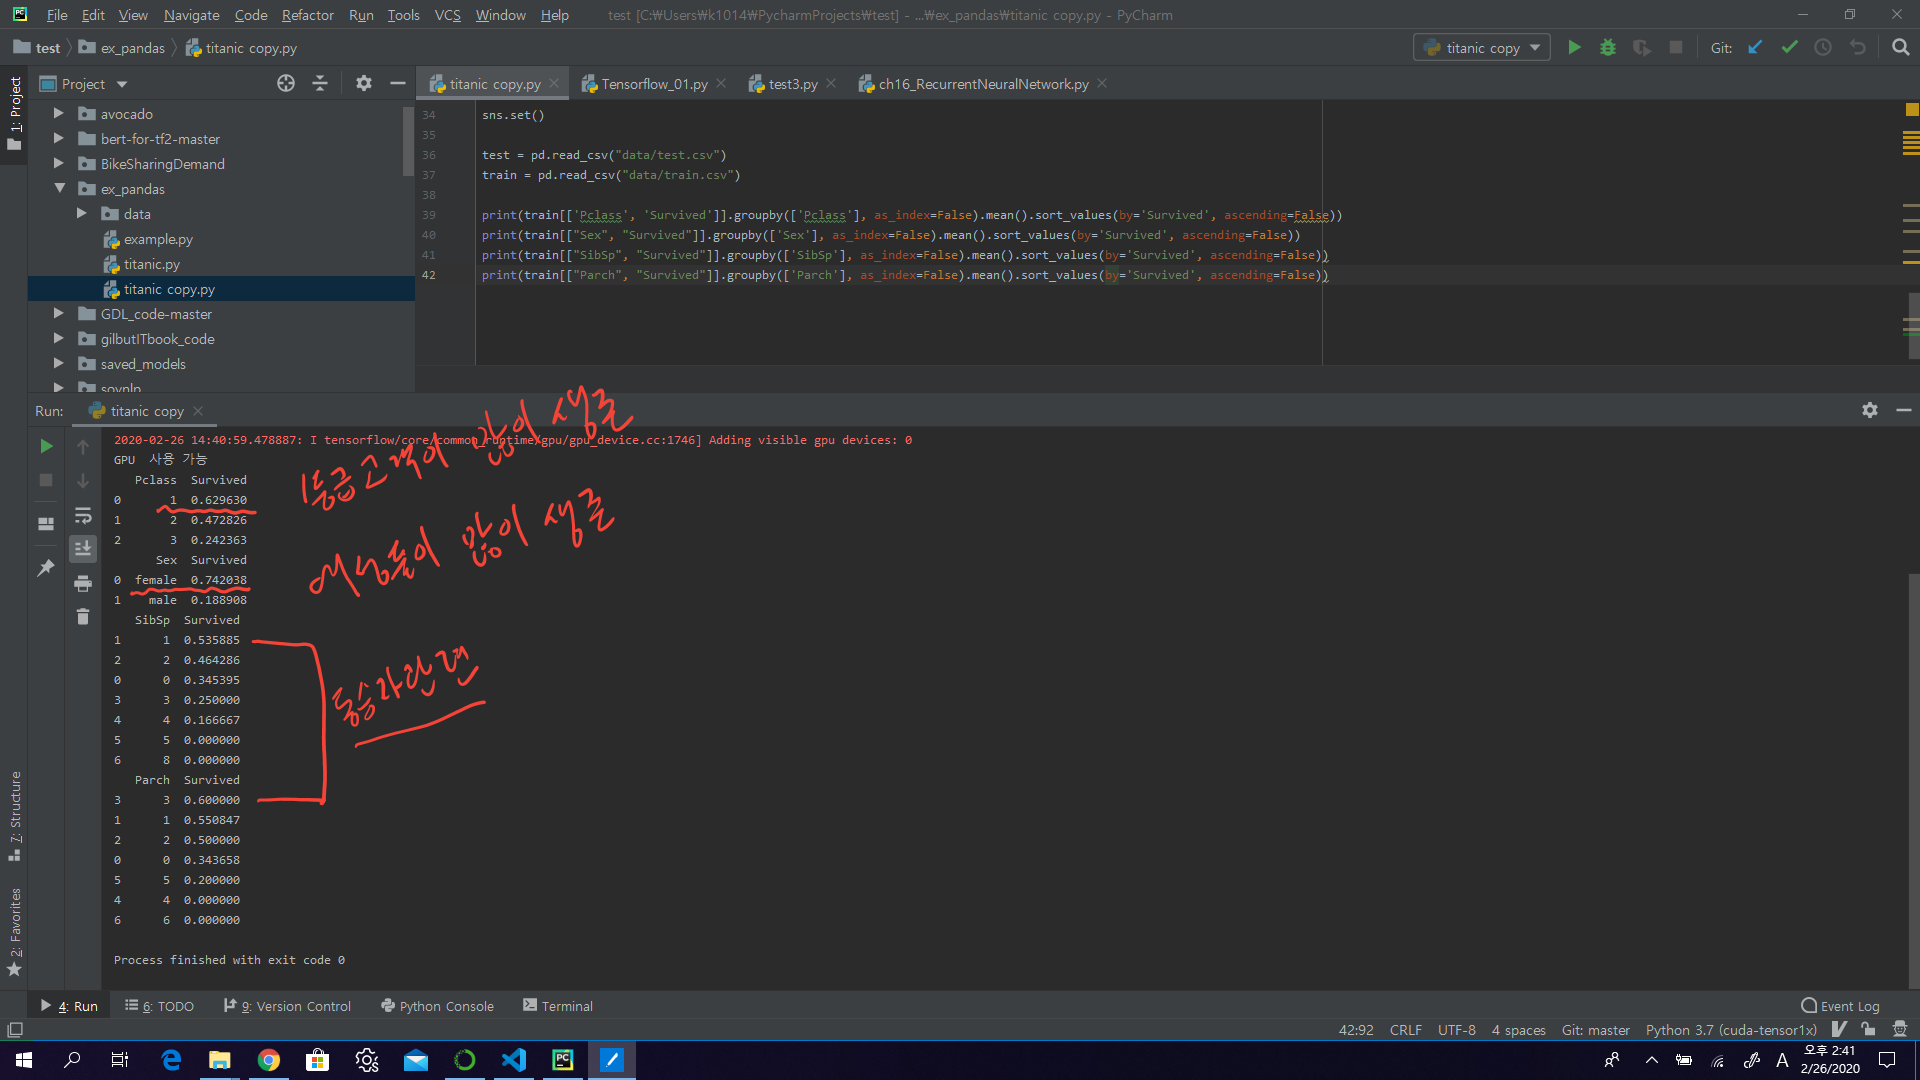 File Edit View Navigate Code Refactor Run Tools VCS Window Help test [C:₩Users₩k1014₩PycharmProjects₩test] - ...₩ex_pandas₩titanic copy.py - PyCharm
test ex_pandas titanic copy.py
titanic copy Git:
Project
titanic copy.py Tensorflow_01.py test3.py ch16_RecurrentNeuralNetwork.py
1: Project
avocado
bert-for-tf2-master
BikeSharingDemand
ex_pandas
data
example.py
titanic.py
titanic copy.py
GDL_code-master
gilbutITbook_code
saved_models
34 sns.set()
35
36 test = pd.read_csv("data/test.csv")
37 train = pd.read_csv("data/train.csv")
38
39 print(train[['Pclass', 'Survived']].groupby(['Pclass'], as_index=False).mean().sort_values(by='Survived', ascending=False))
40 print(train[["Sex", "Survived"]].groupby(['Sex'], as_index=False).mean().sort_values(by='Survived', ascending=False))
41 print(train[["SibSp", "Survived"]].groupby(['SibSp'], as_index=False).mean().sort_values(by='Survived', ascending=False))
42 print(train[["Parch", "Survived"]].groupby(['Parch'], as_index=False).mean().sort_values(by='Survived', ascending=False))
Run: titanic copy
2020-02-26 14:40:59.478887: I tensorflow/core/common_runtime/gpu/gpu_device.cc:1746] Adding visible gpu devices: 0
GPU 사용 가능
Pclass Survived
0 1 0.629630
1 2 0.472826
2 3 0.242363
Sex Survived
0 female 0.742038
1 male 0.188908
SibSp Survived
1 1 0.535885
2 2 0.464286
0 0 0.345395
3 3 0.250000
4 4 0.166667
5 5 0.000000
6 8 0.000000
Parch Survived
3 3 0.600000
1 1 0.550847
2 2 0.500000
0 0 0.343658
5 5 0.200000
4 4 0.000000
6 6 0.000000
Process finished with exit code 0
1등급 고객이 많이 생존
여성들이 많이 생존
동승자관련
7: Structure
2: Favorites
4: Run 6: TODO 9: Version Control Python Console Terminal Event Log
42:92 CRLF UTF-8 4 spaces Git: master Python 3.7 (cuda-tensor1x)
A 오후 2:41
2/26/2020